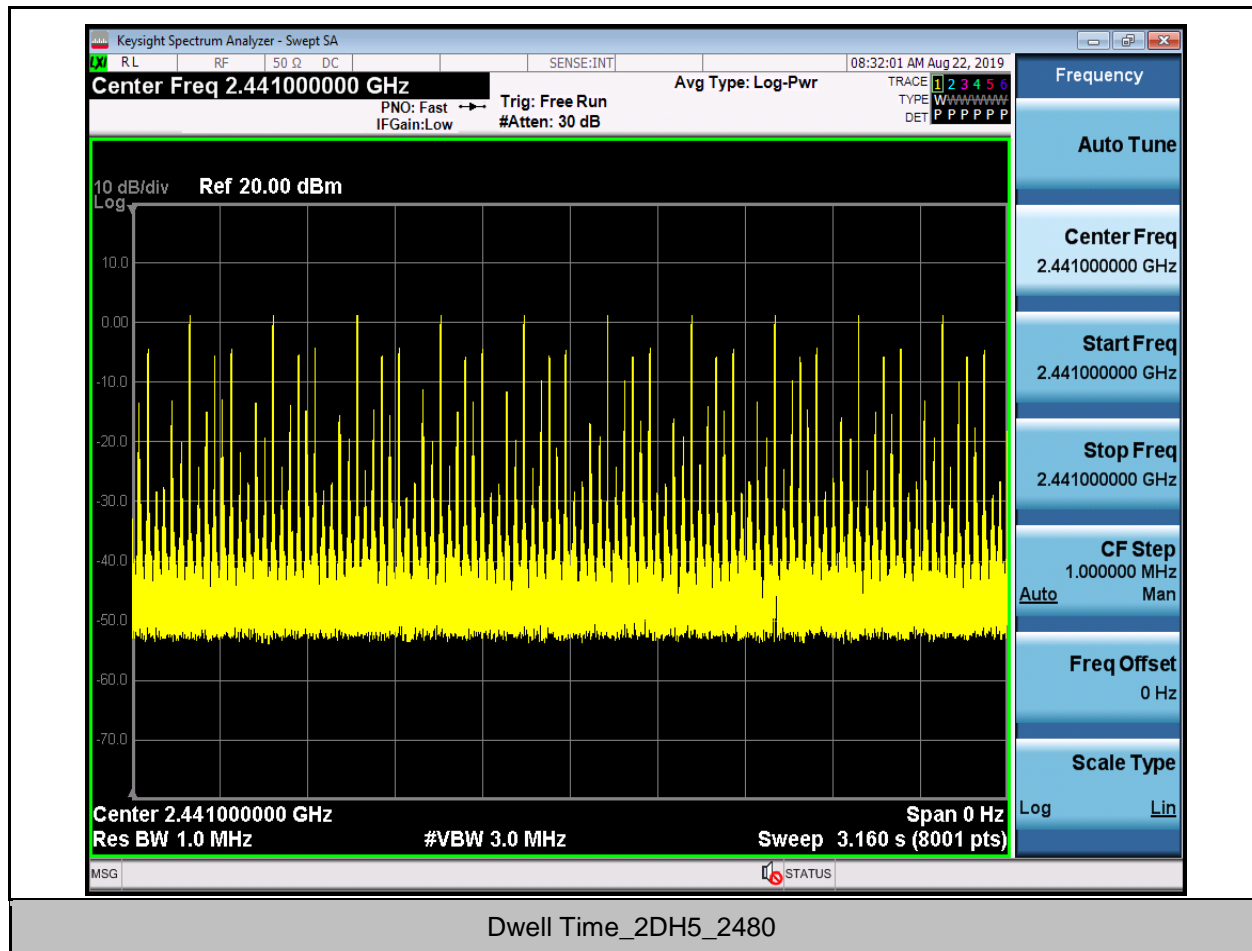 Keysight Spectrum Analyzer - Swept SA
LXI RL RF 50 Ω DC SENSE:INT 08:32:01 AM Aug 22, 2019
Center Freq 2.441000000 GHz
PNO: Fast
IFGain:Low
Trig: Free Run
#Atten: 30 dB
Avg Type: Log-Pwr
TRACE 1 2 3 4 5 6
TYPE WWWWWW
DET P P P P P P
10 dB/div Ref 20.00 dBm
Log
10.0
0.00
-10.0
-20.0
-30.0
-40.0
-50.0
-60.0
-70.0
Center 2.441000000 GHz Span 0 Hz
Res BW 1.0 MHz #VBW 3.0 MHz Sweep 3.160 s (8001 pts)
MSG STATUS
Frequency
Auto Tune
Center Freq
2.441000000 GHz
Start Freq
2.441000000 GHz
Stop Freq
2.441000000 GHz
CF Step
1.000000 MHz
Auto Man
Freq Offset
0 Hz
Scale Type
Log Lin
Dwell Time_2DH5_2480